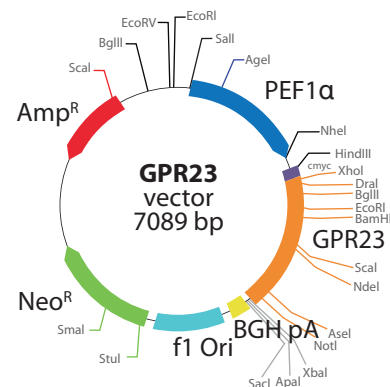 EcoRV
EcoRI
BglII
SalI
ScaI
AgeI
Amp^R
PEF1α
NheI
GPR23
vector
7089 bp
HindIII
cmyc
XhoI
DraI
BglII
EcoRI
BamHI
GPR23
ScaI
NdeI
Neo^R
AseI
NotI
BGH pA
SmaI
f1 Ori
StuI
XbaI
ApaI
SacI